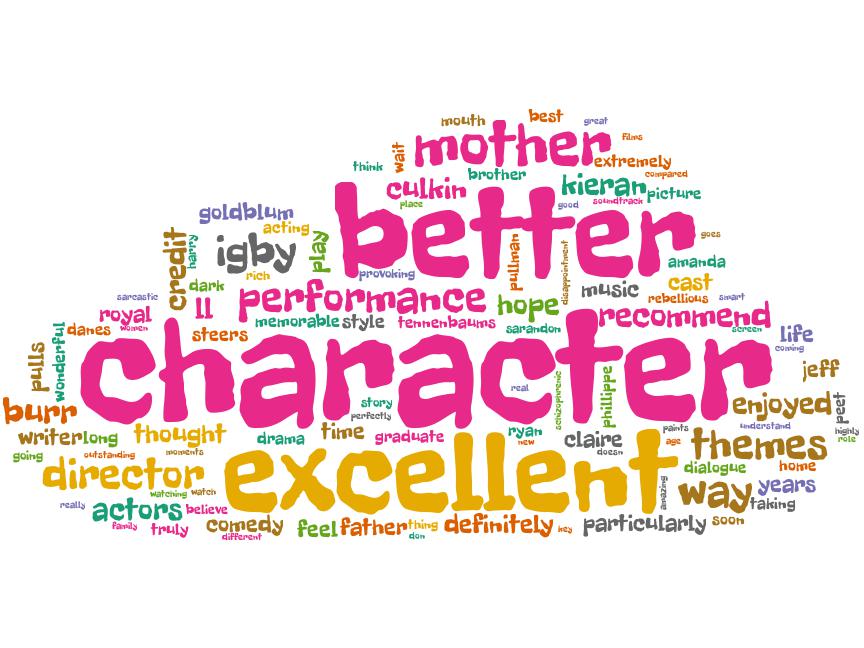 mouth
best
great
mother
films
wait
think
extremely
compared
brother
culkin
kieran
picture
place
soundtrack
good
goldblum
acting
better
goes
credit
harry
igby
play
pullman
disappointment
amanda
rich
provoking
dark
music
cast
rebellious
smart
sarcastic
ll
performance
hope
royal
recommend
danes
women
steers
memorable
style
tennenbaums
sarandon
screen
life
coming
pulls
wonderful
character
jeff
real
schizophrenic
phillippe
burr
story
perfectly
enjoyed
peet
writer
long
thought
drama
time
graduate
ryan
new
claire
doesn
paints
age
understand
highly
role
themes
going
outstanding
moments
excellent
dialogue
home
director
watching
watch
amazing
way
years
taking
really
actors
believe
family
truly
comedy
different
feel
father
thing
don
definitely
key
particularly
soon